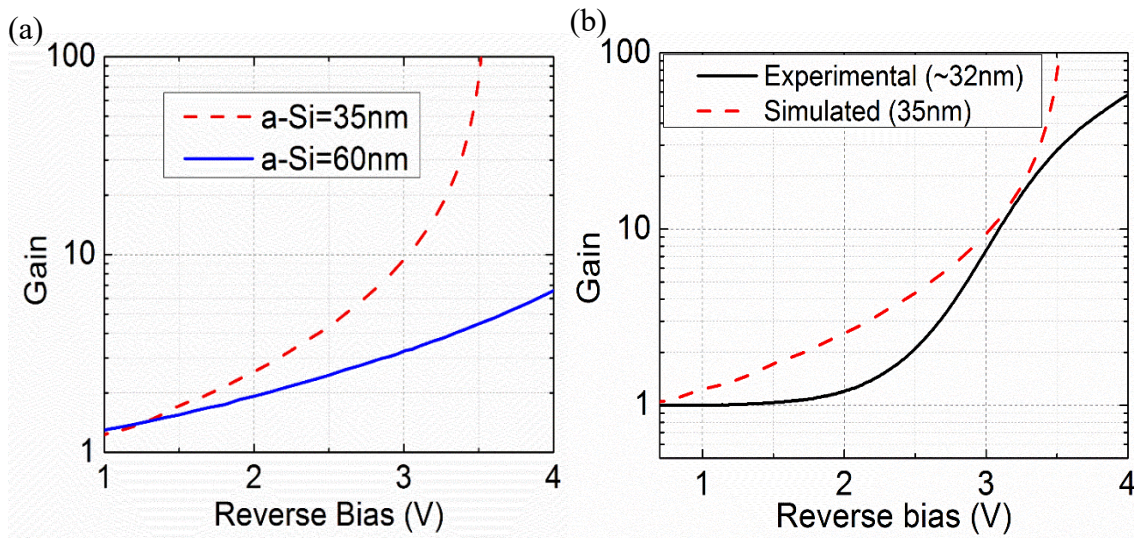 (a)
100
10
1
Gain
a-Si=35nm
a-Si=60nm
1 2 3 4
Reverse Bias (V)
(b)
100
10
1
Gain
Experimental (~32nm)
Simulated (35nm)
1 2 3 4
Reverse bias (V)